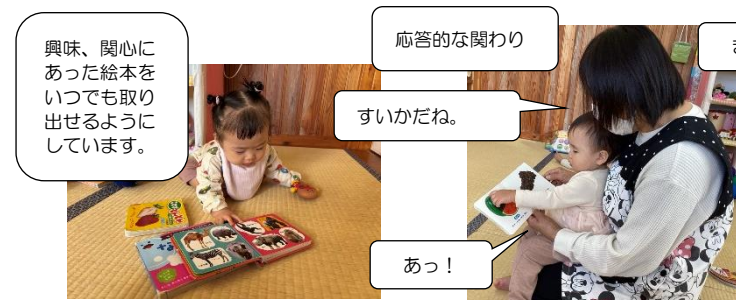 興味、関心に
あった絵本を
いつでも取り
出せるように
しています。
応答的な関わり
すいかだね。
あっ！